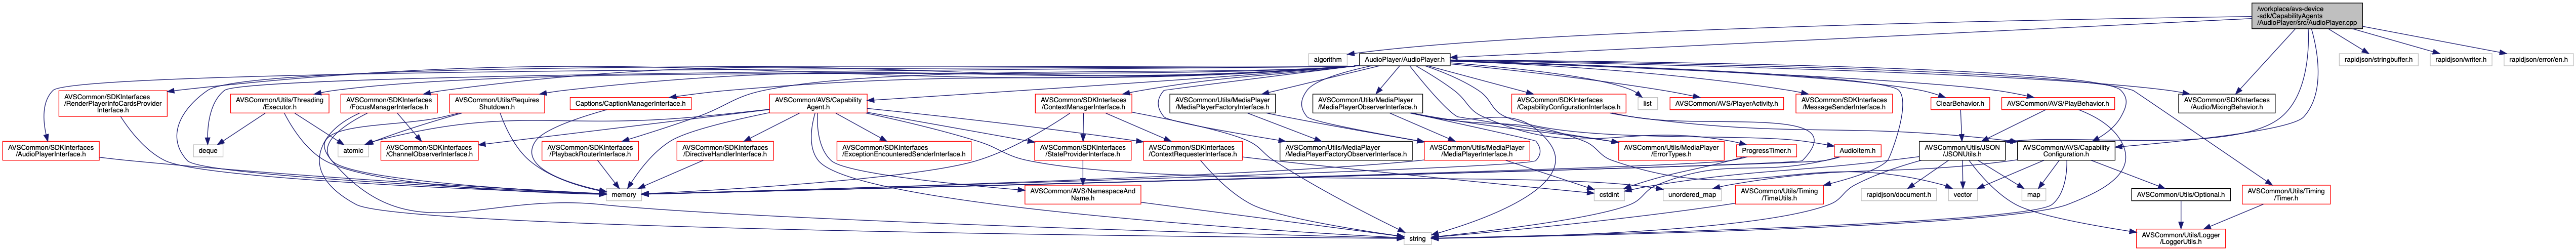 /workplace/avs-device
-sdk/CapabilityAgents
/AudioPlayer/src/AudioPlayer.cpp
algorithm
AudioPlayer/AudioPlayer.h
rapidjson/stringbuffer.h
rapidjson/writer.h
rapidjson/error/en.h
AVSCommon/SDKInterfaces
/RenderPlayerInfoCardsProvider
Interface.h
AVSCommon/Utils/Threading
/Executor.h
AVSCommon/SDKInterfaces
/FocusManagerInterface.h
AVSCommon/Utils/Requires
Shutdown.h
Captions/CaptionManagerInterface.h
AVSCommon/AVS/Capability
Agent.h
AVSCommon/SDKInterfaces
/ContextManagerInterface.h
AVSCommon/Utils/MediaPlayer
/MediaPlayerFactoryInterface.h
AVSCommon/Utils/MediaPlayer
/MediaPlayerObserverInterface.h
AVSCommon/SDKInterfaces
/CapabilityConfigurationInterface.h
list
AVSCommon/AVS/PlayerActivity.h
AVSCommon/SDKInterfaces
/MessageSenderInterface.h
ClearBehavior.h
AVSCommon/AVS/PlayBehavior.h
AVSCommon/SDKInterfaces
/Audio/MixingBehavior.h
AVSCommon/SDKInterfaces
/AudioPlayerInterface.h
deque
atomic
AVSCommon/SDKInterfaces
/ChannelObserverInterface.h
AVSCommon/SDKInterfaces
/PlaybackRouterInterface.h
AVSCommon/SDKInterfaces
/DirectiveHandlerInterface.h
AVSCommon/SDKInterfaces
/ExceptionEncounteredSenderInterface.h
AVSCommon/SDKInterfaces
/StateProviderInterface.h
AVSCommon/SDKInterfaces
/ContextRequesterInterface.h
AVSCommon/Utils/MediaPlayer
/MediaPlayerFactoryObserverInterface.h
AVSCommon/Utils/MediaPlayer
/MediaPlayerInterface.h
AVSCommon/Utils/MediaPlayer
/ErrorTypes.h
ProgressTimer.h
AudioItem.h
AVSCommon/Utils/JSON
/JSONUtils.h
AVSCommon/AVS/Capability
Configuration.h
memory
AVSCommon/AVS/NamespaceAnd
Name.h
cstdint
unordered_map
AVSCommon/Utils/Timing
/TimeUtils.h
rapidjson/document.h
vector
map
AVSCommon/Utils/Optional.h
AVSCommon/Utils/Timing
/Timer.h
string
AVSCommon/Utils/Logger
/LoggerUtils.h